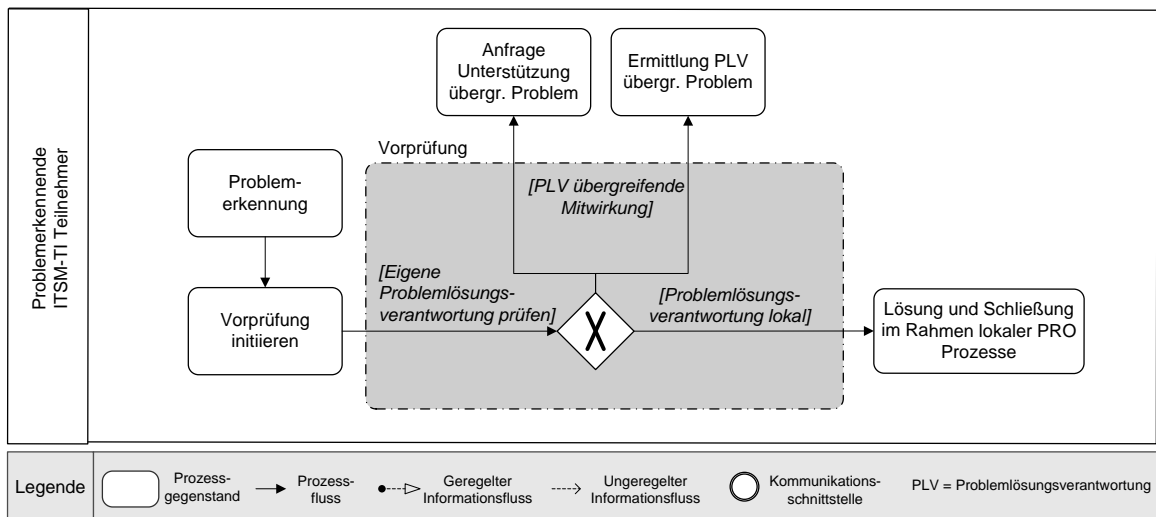 Problemerkennende
ITSM-TI Teilnehmer
Anfrage
Unterstützung
übergr. Problem
Ermittlung PLV
übergr. Problem
Vorprüfung
Problem-
erkennung
[PLV übergreifende
Mitwirkung]
Vorprüfung
initiieren
[Eigene
Problemlösungs-
verantwortung prüfen]
[Problemlösungs-
verantwortung lokal]
Lösung und Schließung
im Rahmen lokaler PRO
Prozesse
Legende
Prozess-
gegenstand
Prozess-
fluss
Geregelter
Informationsfluss
Ungeregelter
Informationsfluss
Kommunikations-
schnittstelle
PLV = Problemlösungsverantwortung